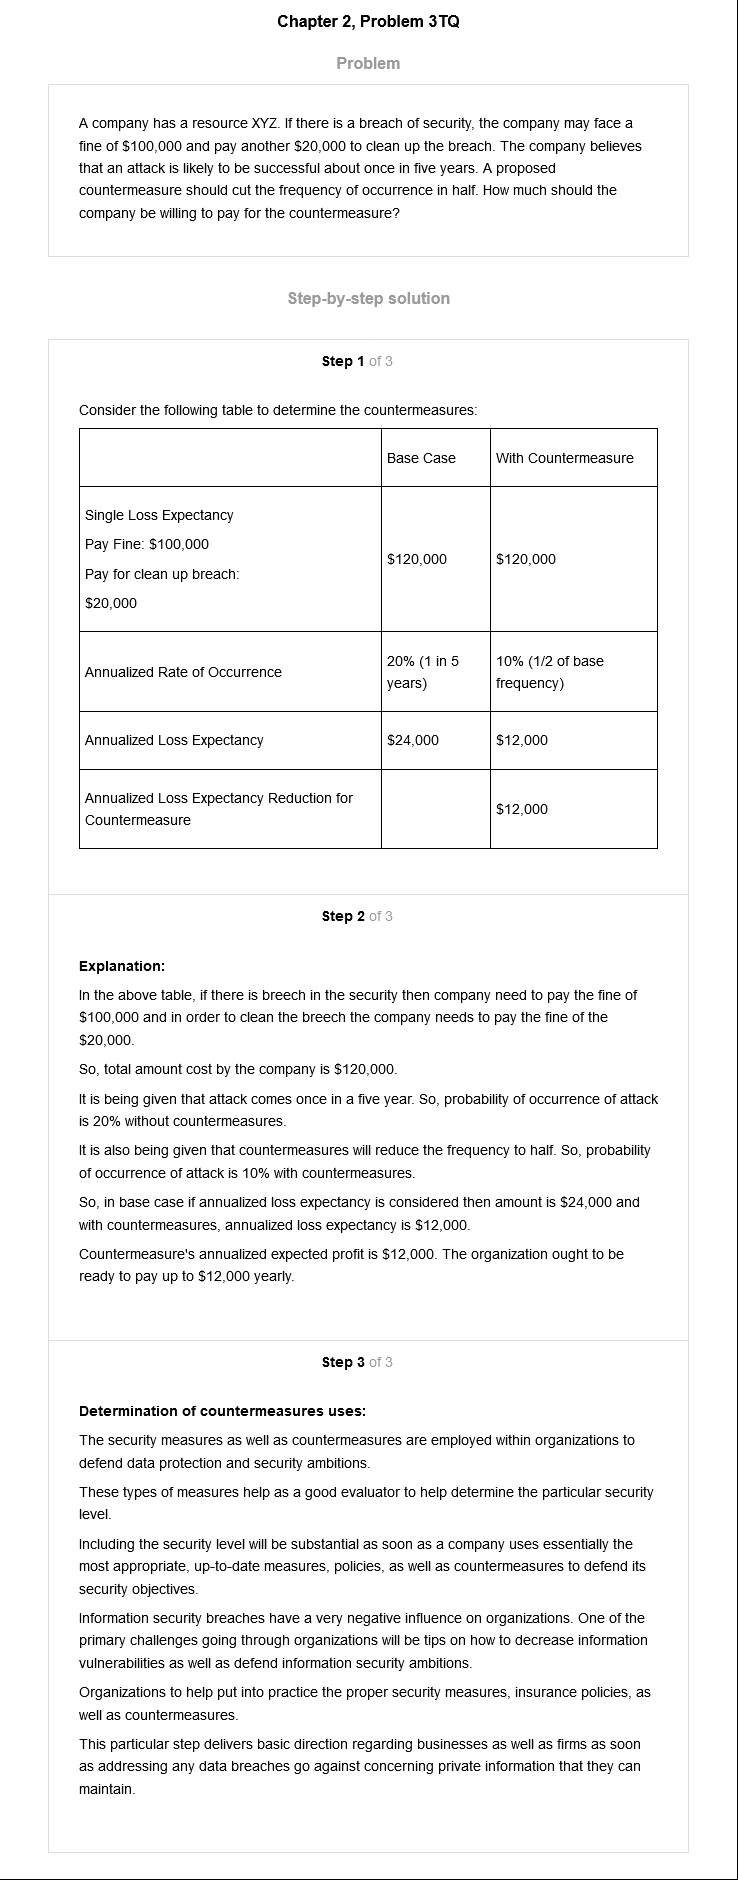 Chapter 2, Problem 3TQ
Problem
A company has a resource XYZ. If there is a breach of security, the company may face a
fine of $100,000 and pay another $20,000 to clean up the breach. The company believes
that an attack is likely to be successful about once in five years. A proposed
countermeasure should cut the frequency of occurrence in half. How much should the
company be willing to pay for the countermeasure?
Step-by-step solution
Step 1 of 3
Consider the following table to determine the countermeasures:
Base Case
With Countermeasure
Single Loss Expectancy
Pay Fine: $100,000
Pay for clean up breach:
$20,000
$120,000
$120,000
Annualized Rate of Occurrence
20% (1 in 5
years)
10% (1/2 of base
frequency)
Annualized Loss Expectancy
$24,000
$12,000
Annualized Loss Expectancy Reduction for
Countermeasure
$12,000
Step 2 of 3
Explanation:
In the above table, if there is breech in the security then company need to pay the fine of
$100,000 and in order to clean the breech the company needs to pay the fine of the
$20,000.
So, total amount cost by the company is $120,000.
It is being given that attack comes once in a five year. So, probability of occurrence of attack
is 20% without countermeasures.
It is also being given that countermeasures will reduce the frequency to half. So, probability
of occurrence of attack is 10% with countermeasures.
So, in base case if annualized loss expectancy is considered then amount is $24,000 and
with countermeasures, annualized loss expectancy is $12,000.
Countermeasure's annualized expected profit is $12,000. The organization ought to be
ready to pay up to $12,000 yearly.
Step 3 of 3
Determination of countermeasures uses:
The security measures as well as countermeasures are employed within organizations to
defend data protection and security ambitions.
These types of measures help as a good evaluator to help determine the particular security
level.
Including the security level will be substantial as soon as a company uses essentially the
most appropriate, up-to-date measures, policies, as well as countermeasures to defend its
security objectives.
Information security breaches have a very negative influence on organizations. One of the
primary challenges going through organizations will be tips on how to decrease information
vulnerabilities as well as defend information security ambitions.
Organizations to help put into practice the proper security measures, insurance policies, as
well as countermeasures.
This particular step delivers basic direction regarding businesses as well as firms as soon
as addressing any data breaches go against concerning private information that they can
maintain.